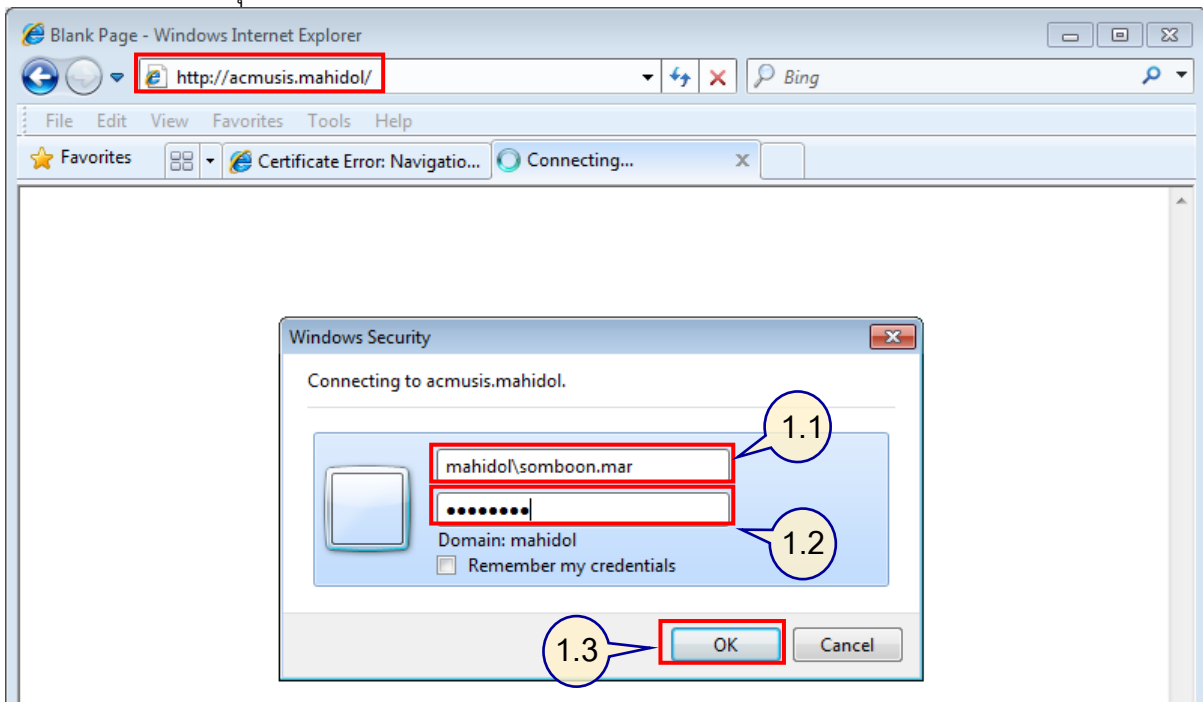 Blank Page - Windows Internet Explorer
http://acmusis.mahidol/
Bing
File Edit View Favorites Tools Help
Favorites
Certificate Error: Navigatio...
Connecting...
Windows Security
Connecting to acmusis.mahidol.
1.1
mahidol\somboon.mar
••••••••
Domain: mahidol
1.2
Remember my credentials
1.3
OK
Cancel